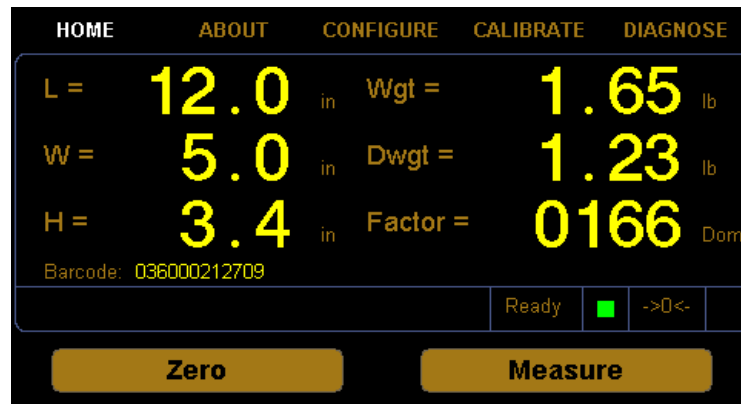 HOME ABOUT CONFIGURE CALIBRATE DIAGNOSE
L = 12.0 in Wgt = 1.65 lb
W = 5.0 in Dwgt = 1.23 lb
H = 3.4 in Factor = 0166 Dom
Barcode: 036000212709
Ready ->0<-
Zero Measure